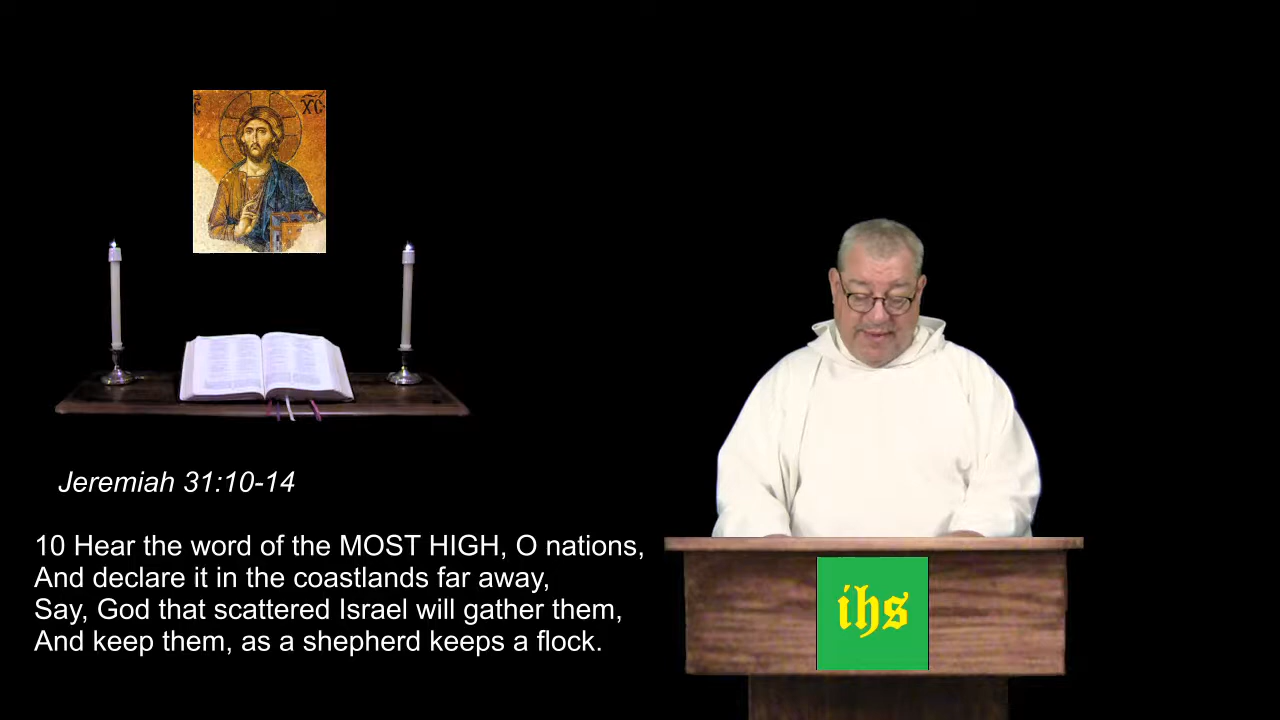 ΧC
Jeremiah 31:10-14
10 Hear the word of the MOST HIGH, O nations,
And declare it in the coastlands far away,
Say, God that scattered Israel will gather them,
And keep them, as a shepherd keeps a flock.
ihs